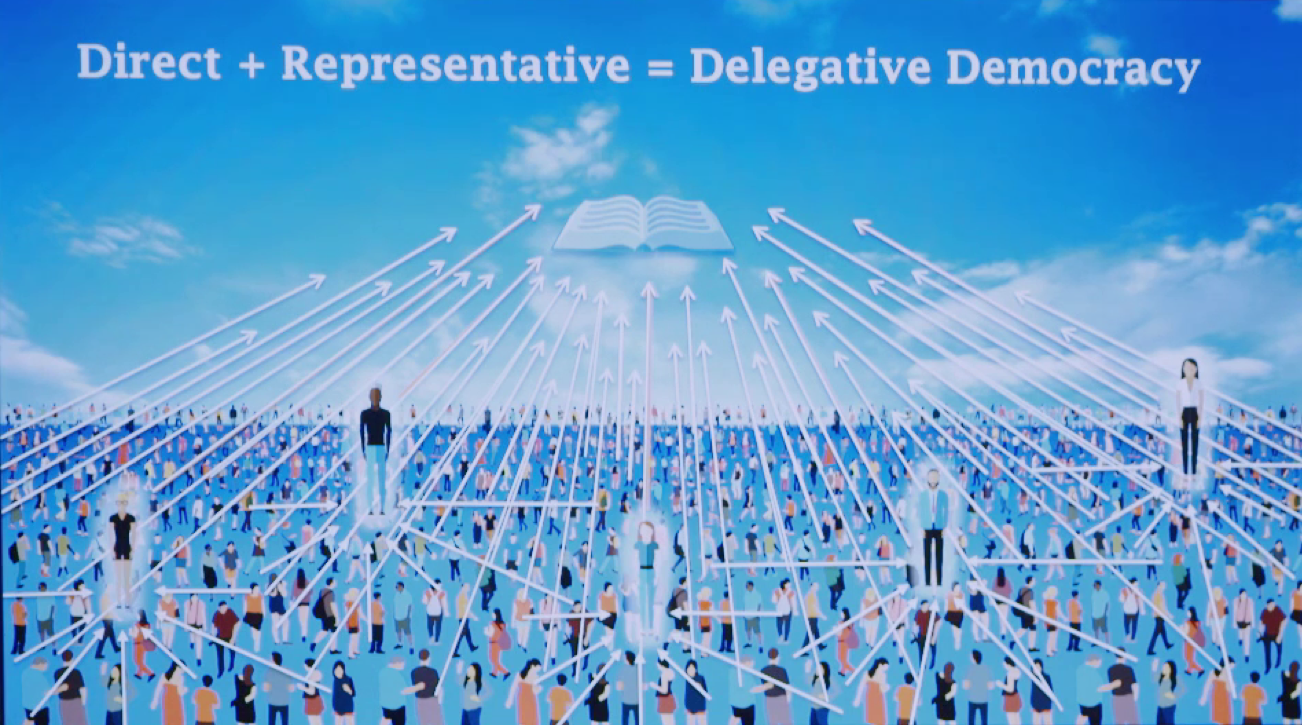 Direct + Representative = Delegative Democracy